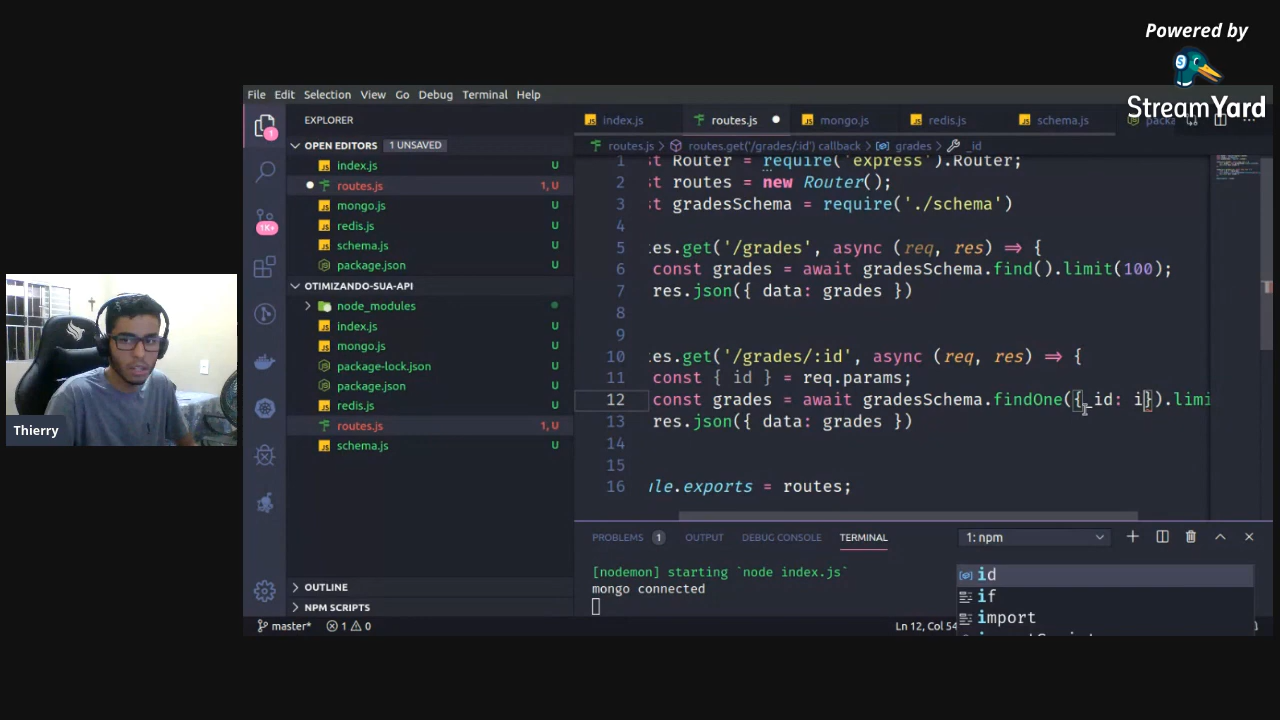 Powered by
StreamYard
File Edit Selection View Go Debug Terminal Help
EXPLORER
OPEN EDITORS 1 UNSAVED
index.js U
routes.js 1, U
mongo.js U
redis.js U
schema.js U
package.json U
OTIMIZANDO-SUA-API
node_modules
index.js U
mongo.js U
package-lock.json U
package.json U
redis.js U
routes.js 1, U
schema.js U
OUTLINE
NPM SCRIPTS
1
1K+
index.js routes.js mongo.js redis.js schema.js packa
routes.js › routes.get('/grades/:id') callback › grades › _id
1 st Router = require('express').Router;
2 st routes = new Router();
3 st gradesSchema = require('./schema')
4
5 es.get('/grades', async (req, res) => {
6 const grades = await gradesSchema.find().limit(100);
7 res.json({ data: grades })
8
9
10 es.get('/grades/:id', async (req, res) => {
11 const { id } = req.params;
12 const grades = await gradesSchema.findOne({_id: i}).limi
13 res.json({ data: grades })
14
15
16 le.exports = routes;
PROBLEMS 1 OUTPUT DEBUG CONSOLE TERMINAL 1: npm
[nodemon] starting `node index.js`
mongo connected
id
if
import
master* 1 0 Ln 12, Col 54
Thierry